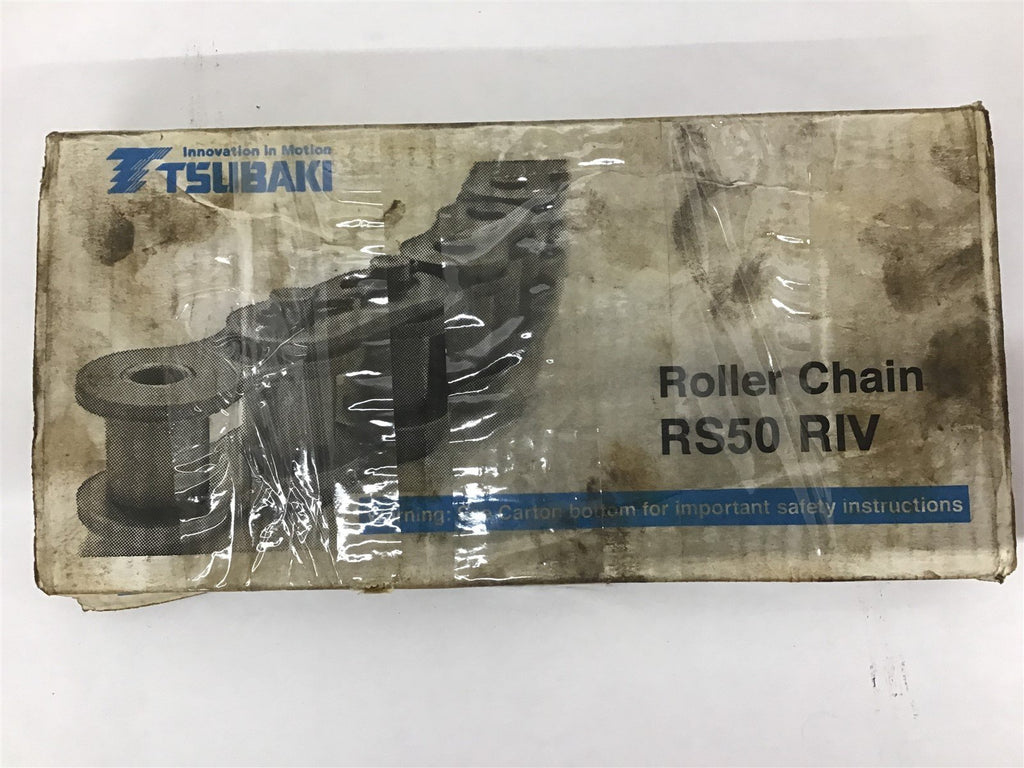 Innovation in Motion
TSUBAKI
Roller Chain
RS50 RIV
Carton bottom for important safety instructions